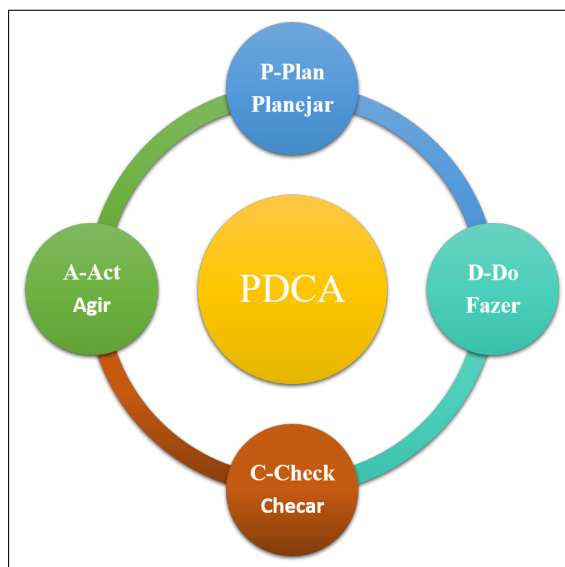 P-Plan
Planejar
A-Act
Agir
PDCA
D-Do
Fazer
C-Check
Checar